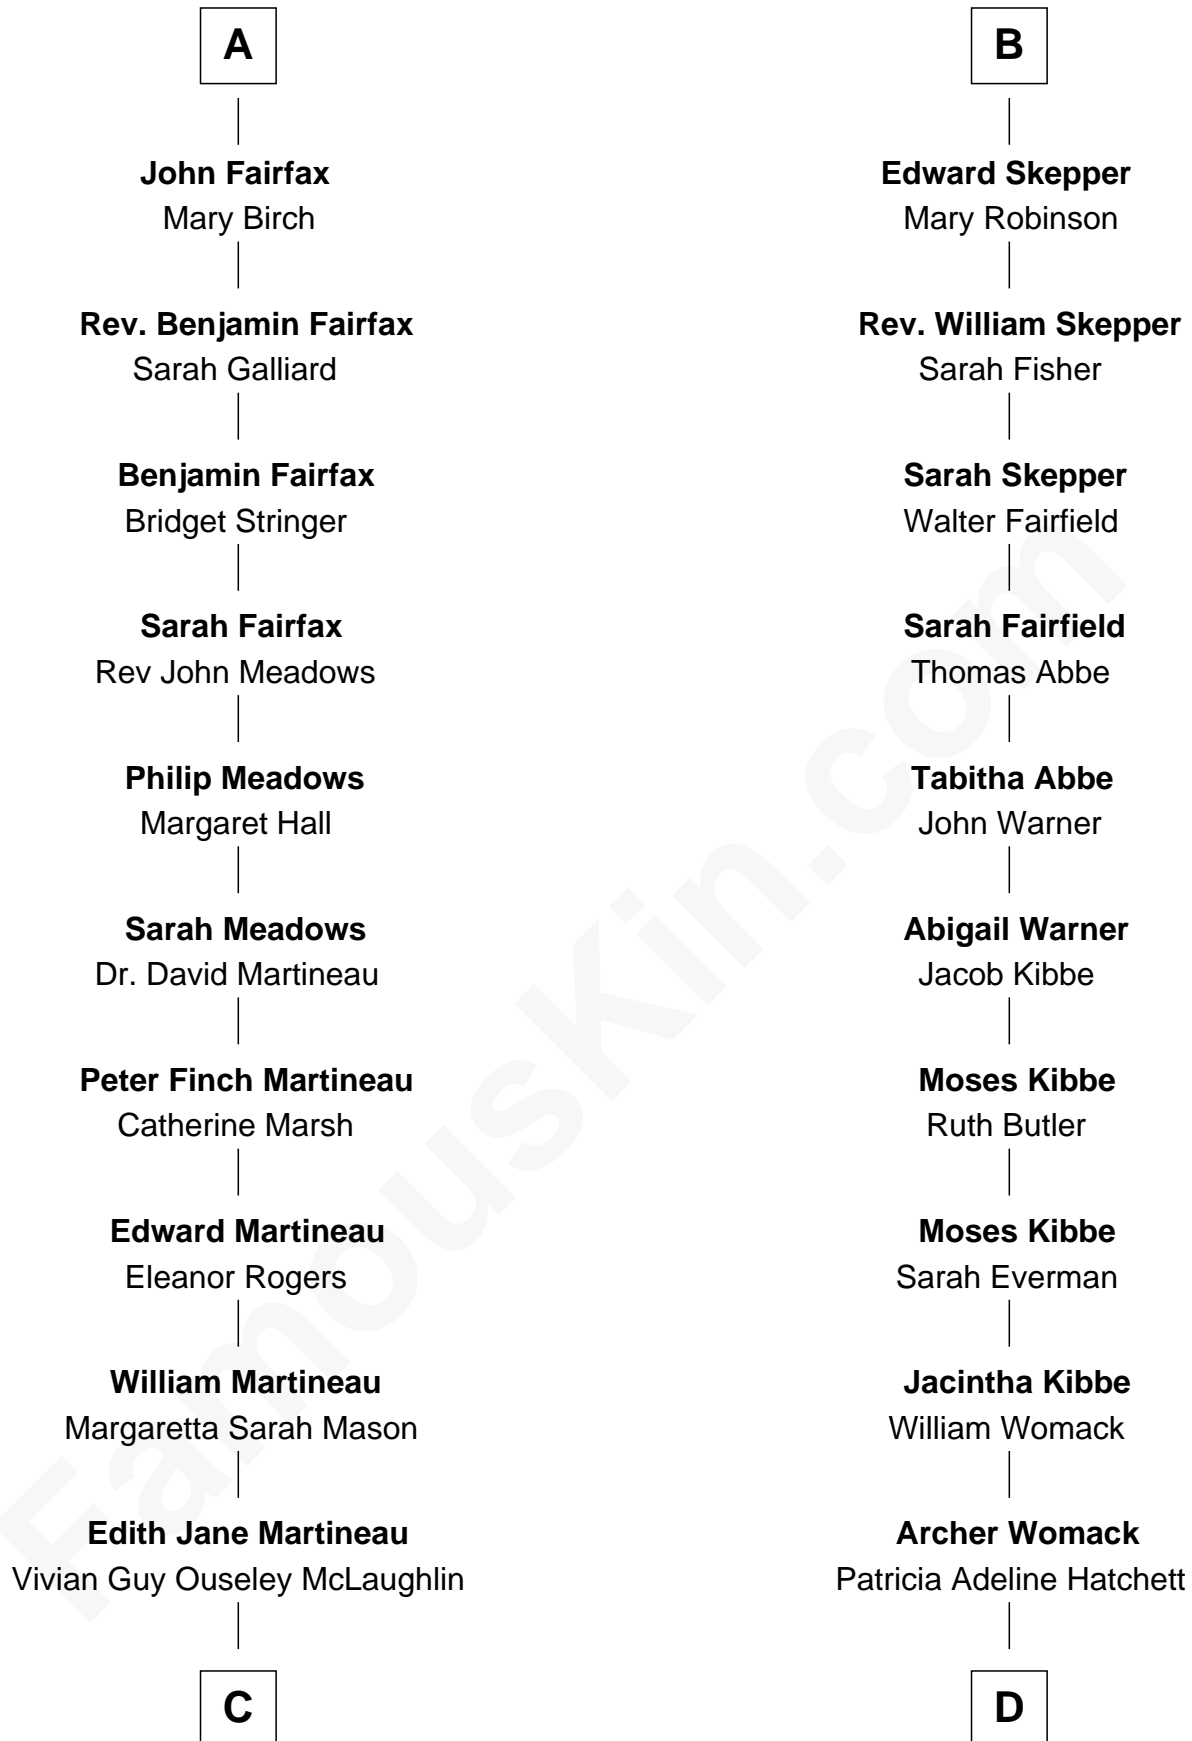 A
John Fairfax
Mary Birch
Rev. Benjamin Fairfax
Sarah Galliard
Benjamin Fairfax
Bridget Stringer
Sarah Fairfax
Rev John Meadows
Philip Meadows
Margaret Hall
Sarah Meadows
Dr. David Martineau
Peter Finch Martineau
Catherine Marsh
Edward Martineau
Eleanor Rogers
William Martineau
Margaretta Sarah Mason
Edith Jane Martineau
Vivian Guy Ouseley McLaughlin
C
B
Edward Skepper
Mary Robinson
Rev. William Skepper
Sarah Fisher
Sarah Skepper
Walter Fairfield
Sarah Fairfield
Thomas Abbe
Tabitha Abbe
John Warner
Abigail Warner
Jacob Kibbe
Moses Kibbe
Ruth Butler
Moses Kibbe
Sarah Everman
Jacintha Kibbe
William Womack
Archer Womack
Patricia Adeline Hatchett
D
FamousKin.com